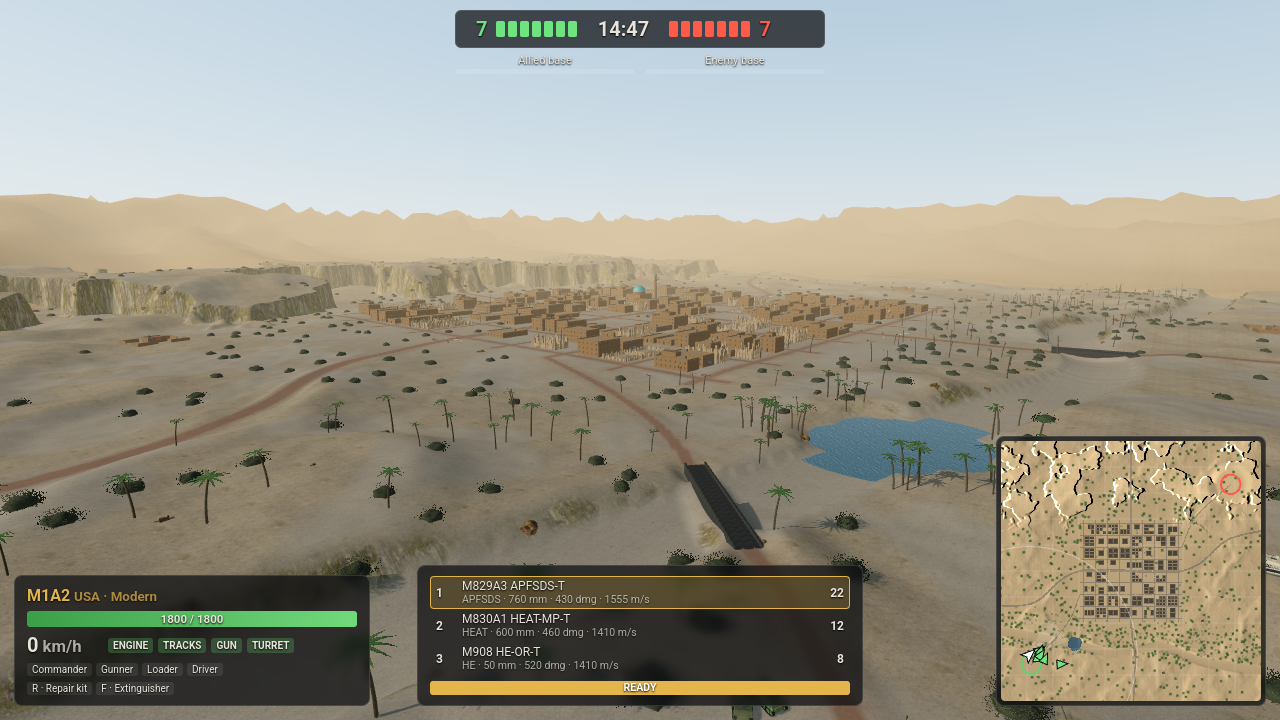 7 14:47 7
Allied base Enemy base
M1A2 USA · Modern
1800 / 1800
0 km/h ENGINE TRACKS GUN TURRET
Commander Gunner Loader Driver
R · Repair kit F · Extinguisher
1 M829A3 APFSDS-T 22
APFSDS · 760 mm · 430 dmg · 1555 m/s
2 M830A1 HEAT-MP-T 12
HEAT · 600 mm · 460 dmg · 1410 m/s
3 M908 HE-OR-T 8
HE · 50 mm · 520 dmg · 1410 m/s
READY